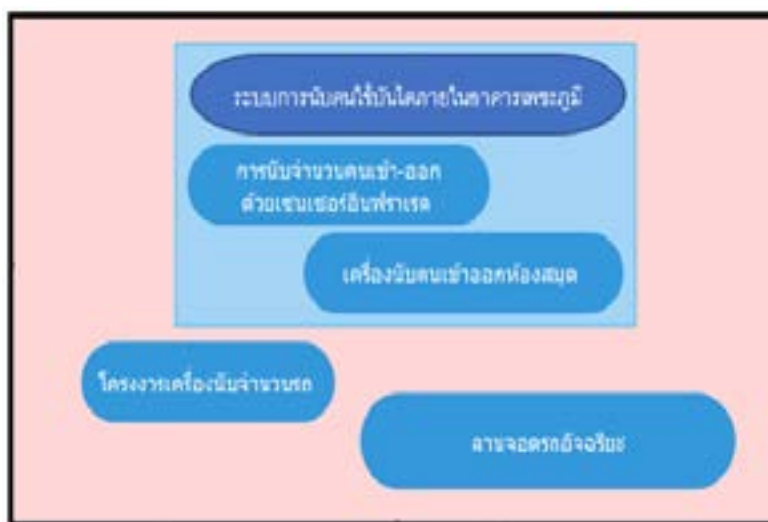 ระบบการนับคนใช้บันไดภายในอาคารเพชรภูมิ
การนับจำนวนคนเข้า-ออก
ด้วยเซนเซอร์อินฟราเรด
เครื่องนับคนเข้าออกห้องสมุด
โครงงานเครื่องนับจำนวนรถ
ลานจอดรถอัจฉริยะ